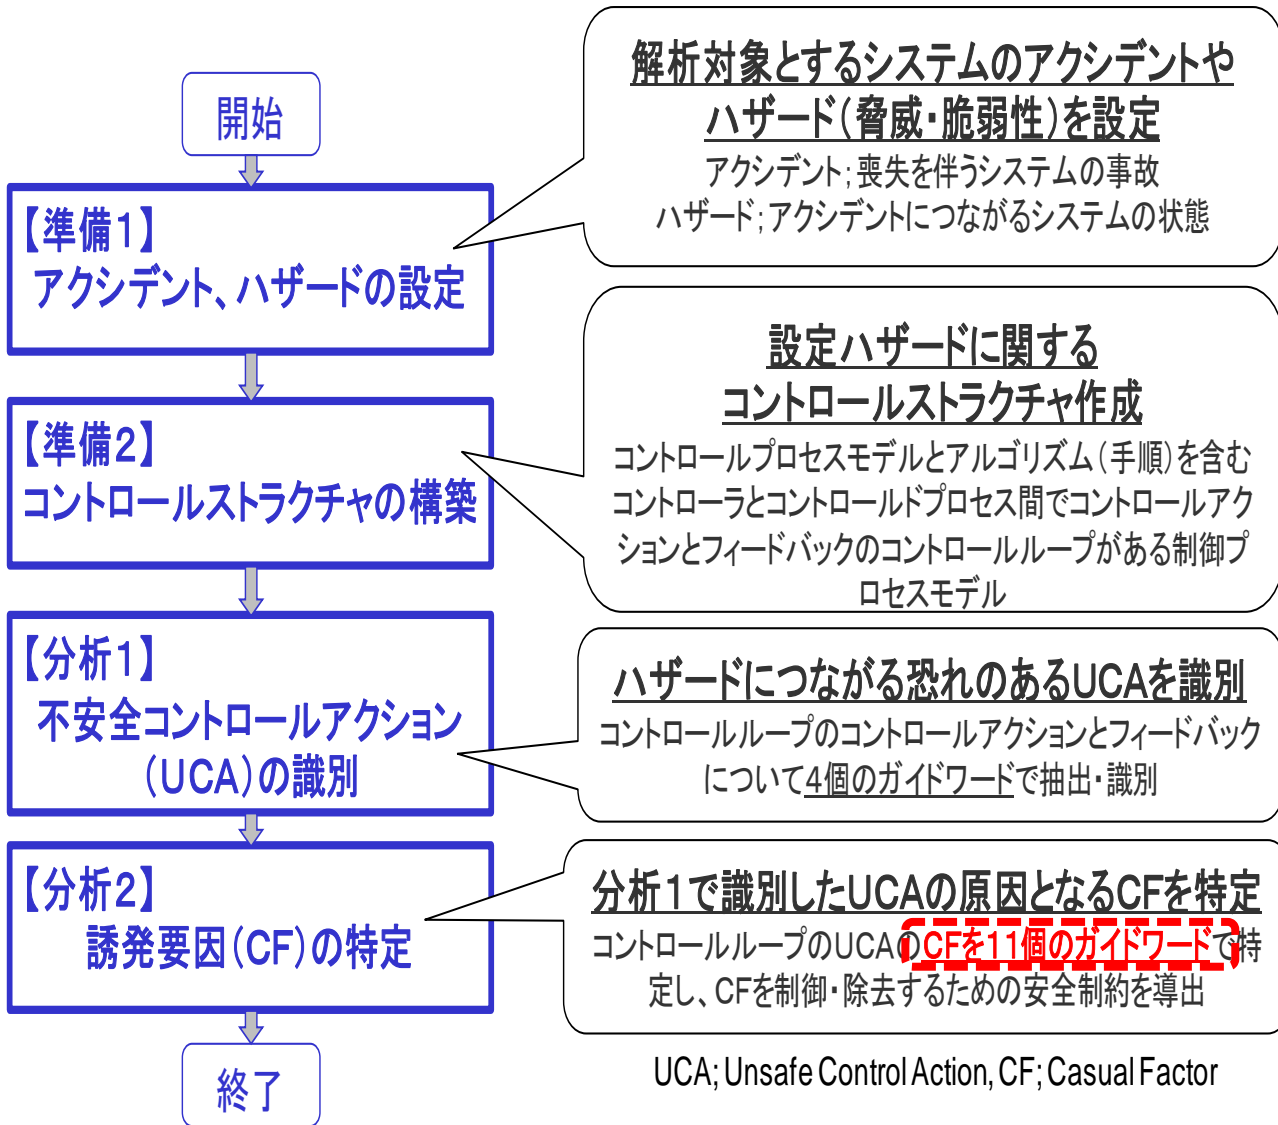 開始
【準備1】
アクシデント、ハザードの設定
解析対象とするシステムのアクシデントや
ハザード(脅威・脆弱性)を設定
アクシデント;喪失を伴うシステムの事故
ハザード;アクシデントにつながるシステムの状態
【準備2】
コントロールストラクチャの構築
設定ハザードに関する
コントロールストラクチャ作成
コントロールプロセスモデルとアルゴリズム(手順)を含む
コントローラとコントロールドプロセス間でコントロールアク
ションとフィードバックのコントロールループがある制御プ
ロセスモデル
【分析1】
不安全コントロールアクション
(UCA)の識別
ハザードにつながる恐れのあるUCAを識別
コントロールループのコントロールアクションとフィードバック
について4個のガイドワードで抽出・識別
【分析2】
誘発要因(CF)の特定
分析1で識別したUCAの原因となるCFを特定
コントロールループのUCAのCFを11個のガイドワードで特
定し、CFを制御・除去するための安全制約を導出
終了
UCA; Unsafe Control Action, CF; Casual Factor